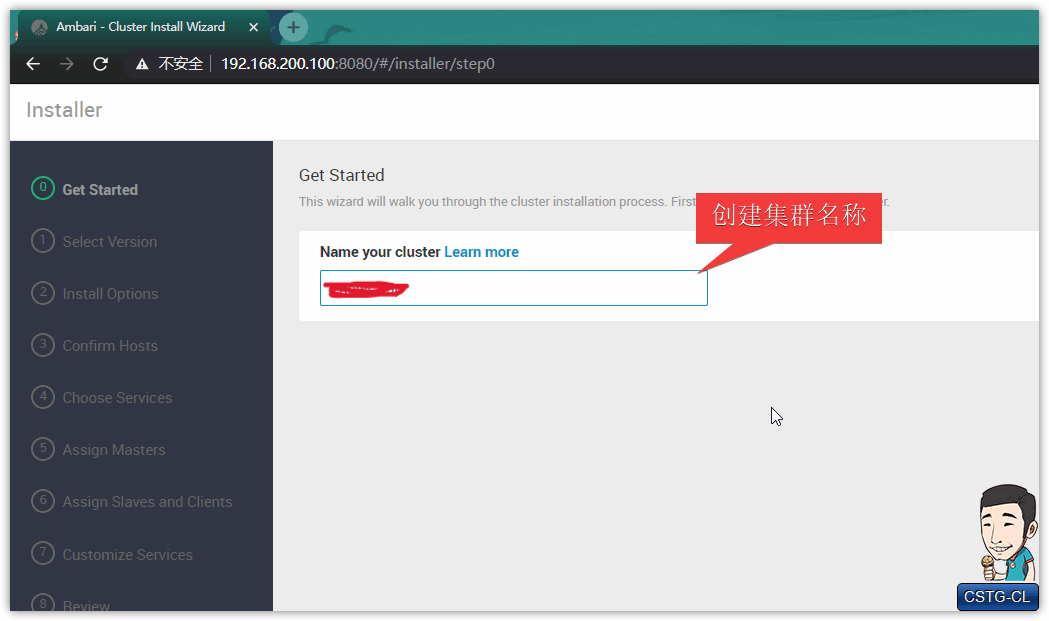 Ambari - Cluster Install Wizard
不安全 192.168.200.100:8080/#/installer/step0
Installer
0 Get Started
1 Select Version
2 Install Options
3 Confirm Hosts
4 Choose Services
5 Assign Masters
6 Assign Slaves and Clients
7 Customize Services
8 Review
Get Started
This wizard will walk you through the cluster installation process. First
创建集群名称
Name your cluster Learn more
CSTG-CL